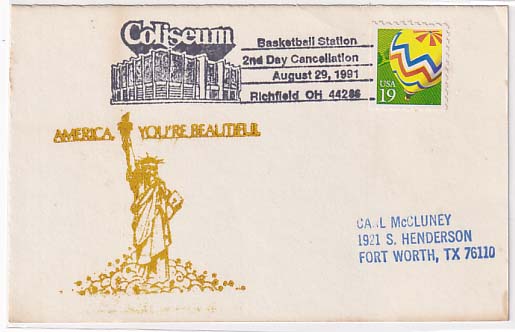 Coliseum
Basketball Station
2nd Day Cancellation
August 29, 1991
Richfield OH 44286
USA
19
AMERICA, YOU'RE BEAUTIFUL
CA.L McCLUNEY
1921 S. HENDERSON
FORT WORTH, TX 76110